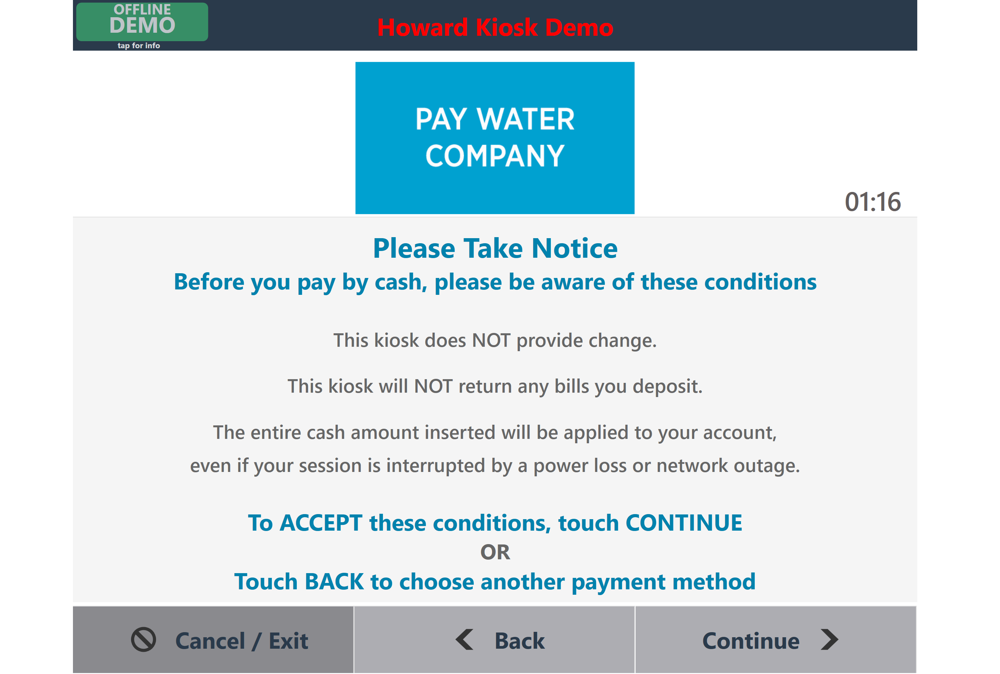 OFFLINE
DEMO
tap for info
Howard Kiosk Demo
PAY WATER
COMPANY
01:16
Please Take Notice
Before you pay by cash, please be aware of these conditions
This kiosk does NOT provide change.
This kiosk will NOT return any bills you deposit.
The entire cash amount inserted will be applied to your account,
even if your session is interrupted by a power loss or network outage.
To ACCEPT these conditions, touch CONTINUE
OR
Touch BACK to choose another payment method
Cancel / Exit
Back
Continue